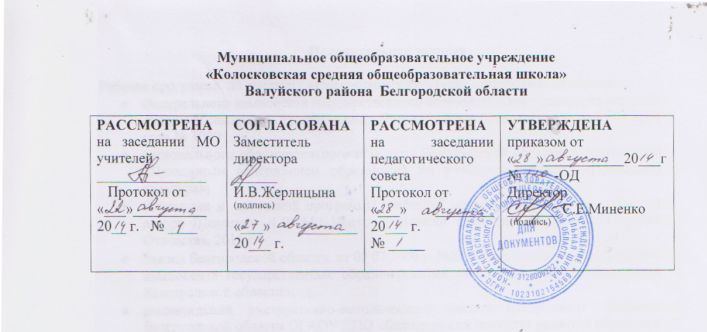 Муниципальное общеобразовательное учреждение
«Колосковская средняя общеобразовательная школа»
Валуйского района Белгородской области
РАССМОТРЕНА
на заседании МО
учителей
Протокол от
«22» августа
2014 г. № 1
СОГЛАСОВАНА
Заместитель
директора
И.В.Жерлицына
(подпись)
«27» августа
2014 г.
РАССМОТРЕНА
на заседании
педагогического
совета
Протокол от
«28» августа
2014 г.
№ 1
УТВЕРЖДЕНА
приказом от
«28» августа 2014 г
№ -ОД
Директор
С.Е.Миненко
(подпись)
ДЛЯ
ДОКУМЕНТОВ